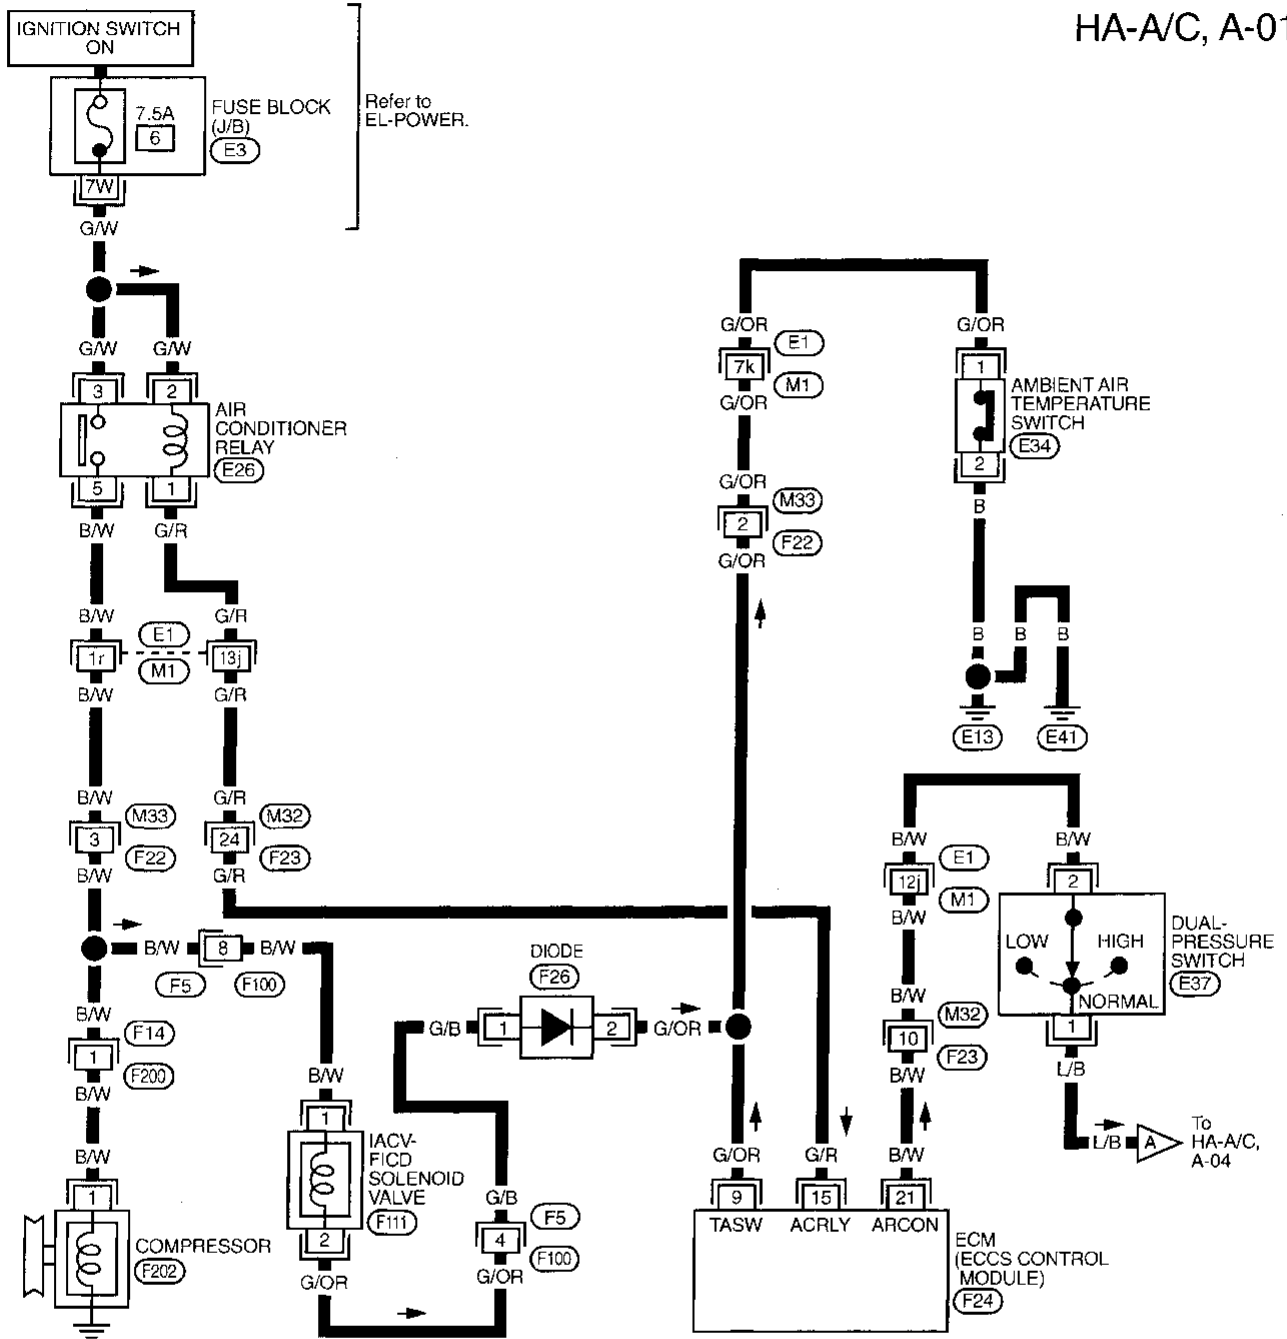 HA-A/C, A-01
IGNITION SWITCH
ON
7.5A
6
FUSE BLOCK
(J/B)
E3
Refer to
EL-POWER.
7W
G/W
G/W
G/W
3
2
AIR
CONDITIONER
RELAY
E26
5
1
B/W
G/R
B/W
G/R
1r
E1
M1
13j
B/W
G/R
B/W
G/R
3
M33
F22
24
M32
F23
B/W
G/R
B/W
8
B/W
F5
F100
B/W
1
F14
F200
B/W
B/W
1
COMPRESSOR
F202
B/W
1
IACV-
FICD
SOLENOID
VALVE
F111
2
G/OR
G/B
4
F5
F100
G/OR
DIODE
F26
G/B
1
2
G/OR
G/OR
G/OR
7k
E1
M1
G/OR
G/OR
2
M33
F22
G/OR
1
AMBIENT AIR
TEMPERATURE
SWITCH
E34
2
B
B
B
B
E13
E41
B/W
B/W
12j
E1
M1
B/W
2
LOW
HIGH
NORMAL
DUAL-
PRESSURE
SWITCH
E37
1
B/W
10
M32
F23
B/W
L/B
L/B
A
To
HA-A/C,
A-04
G/OR
G/R
B/W
9
15
21
TASW
ACRLY
ARCON
ECM
(ECCS CONTROL
MODULE)
F24